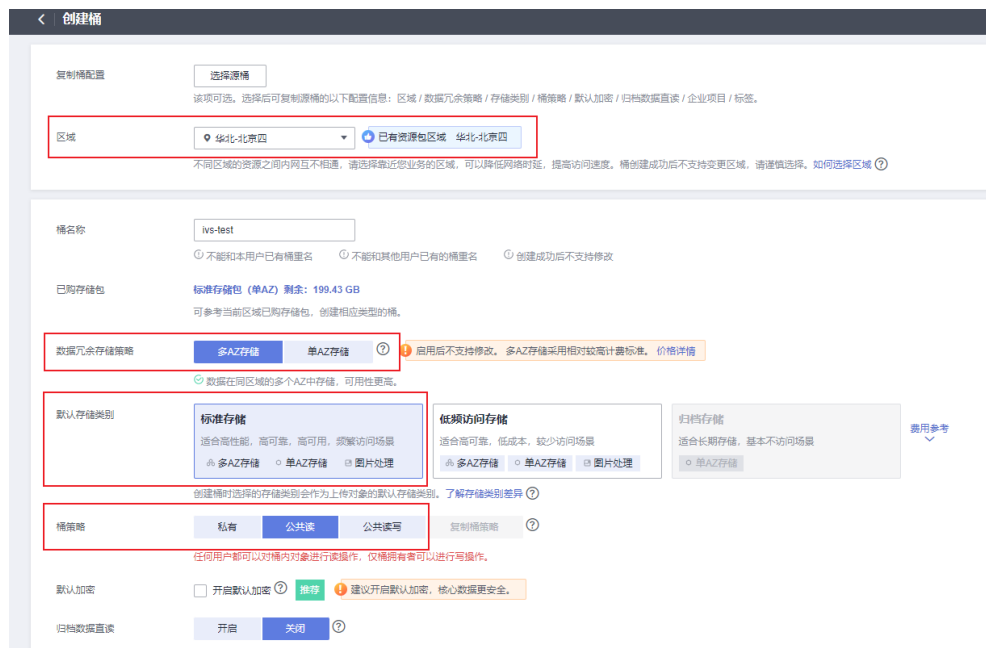 创建桶
复制桶配置 选择源桶
该项可选。选择后可复制源桶的以下配置信息：区域 / 数据冗余策略 / 存储类别 / 桶策略 / 默认加密 / 归档数据直读 / 企业项目 / 标签。
区域 华北-北京四 已有资源包区域 华北-北京四
不同区域的资源之间内网互不相通，请选择靠近您业务的区域，可以降低网络时延，提高访问速度。桶创建成功后不支持变更区域，请谨慎选择。如何选择区域
桶名称 ivs-test
不能和本用户已有桶重名 不能和其他用户已有的桶重名 创建成功后不支持修改
已购存储包 标准存储包（单AZ）剩余：199.43 GB
可参考当前区域已购存储包，创建相应类型的桶。
数据冗余存储策略 多AZ存储 单AZ存储 启用后不支持修改。 多AZ存储采用相对较高计费标准。 价格详情
数据在同区域的多个AZ中存储，可用性更高。
默认存储类别 标准存储 低频访问存储 归档存储 费用参考
适合高性能，高可靠，高可用，频繁访问场景 适合高可靠，低成本，较少访问场景 适合长期存储，基本不访问场景
多AZ存储 单AZ存储 图片处理 多AZ存储 单AZ存储 图片处理 单AZ存储
创建桶时选择的存储类别会作为上传对象的默认存储类别。了解存储类别差异
桶策略 私有 公共读 公共读写 复制桶策略
任何用户都可以对桶内对象进行读操作，仅桶拥有者可以进行写操作。
默认加密 开启默认加密 推荐 建议开启默认加密，核心数据更安全。
归档数据直读 开启 关闭